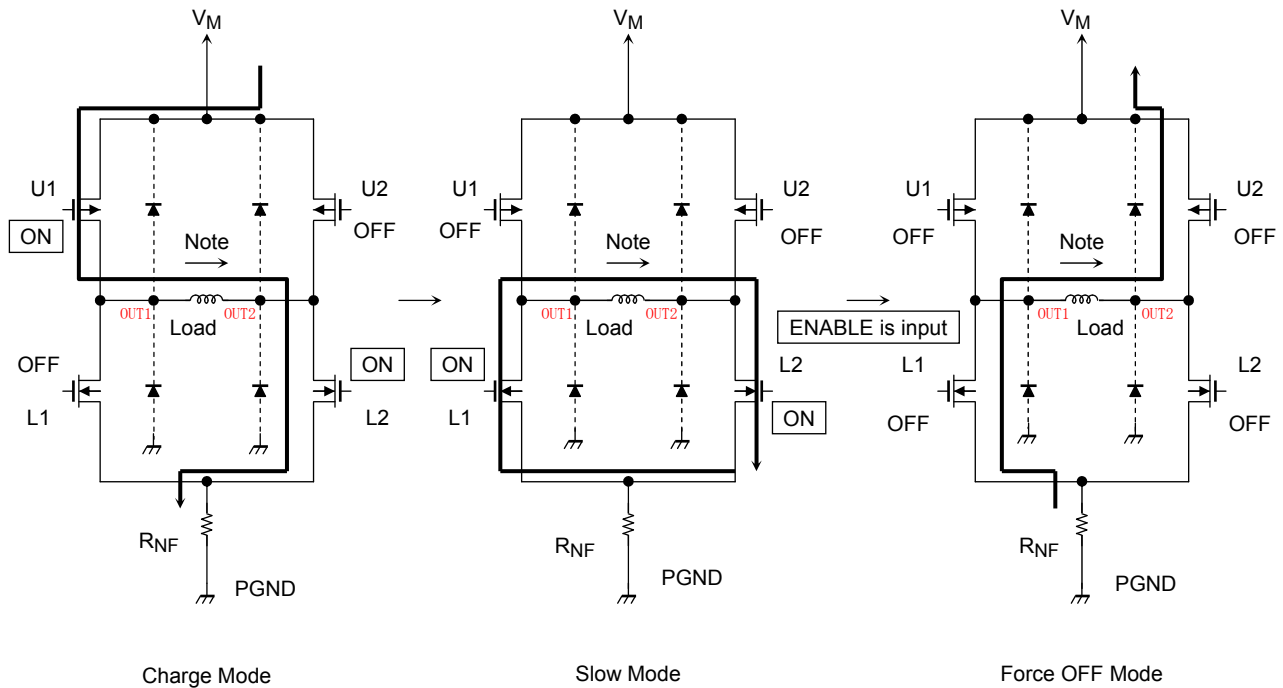 VM
U1
ON
U2
OFF
Note
OUT1
OUT2
Load
OFF
L1
ON
L2
RNF
PGND
Charge Mode
VM
U1
OFF
U2
OFF
Note
OUT1
OUT2
Load
ON
L1
L2
ON
RNF
PGND
Slow Mode
ENABLE is input
VM
U1
OFF
U2
OFF
Note
OUT1
OUT2
Load
L1
OFF
L2
OFF
RNF
PGND
Force OFF Mode